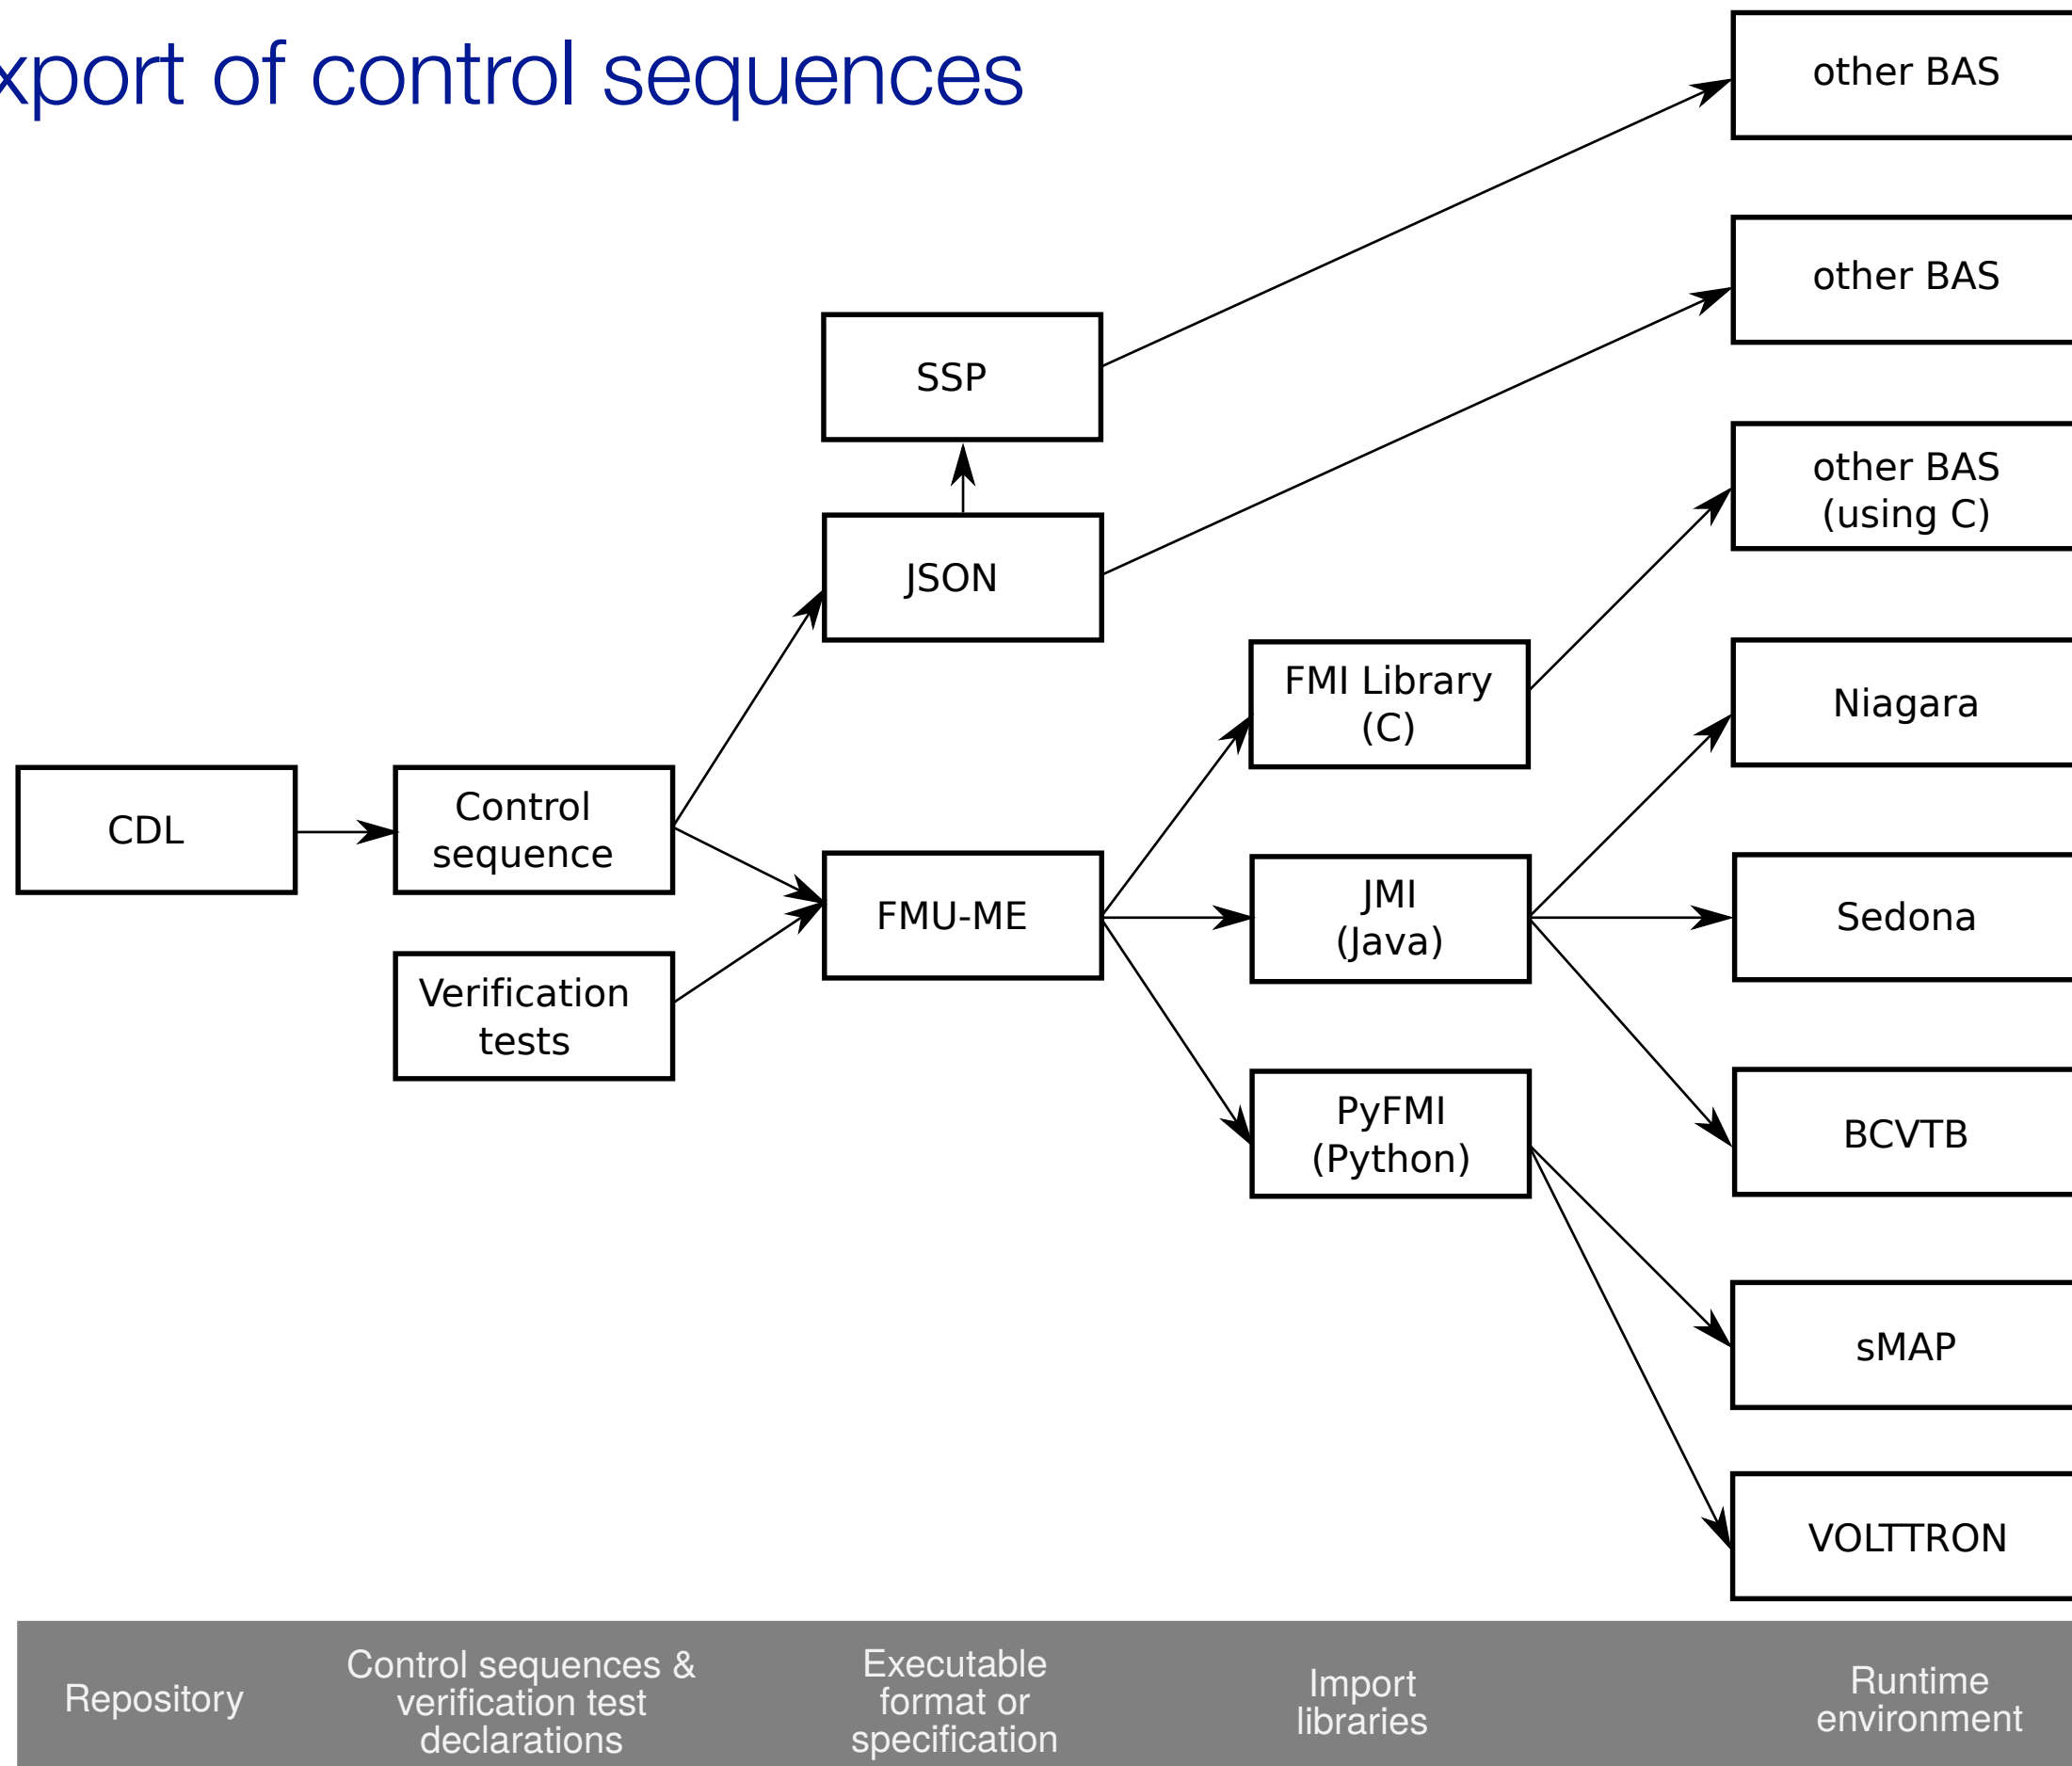 xport of control sequences
other BAS
other BAS
SSP
other BAS
(using C)
JSON
FMI Library
(C)
Niagara
CDL
Control
sequence
FMU-ME
JMI
(Java)
Sedona
Verification
tests
PyFMI
(Python)
BCVTB
sMAP
VOLTTRON
Repository
Control sequences &
verification test
declarations
Executable
format or
specification
Import
libraries
Runtime
environment